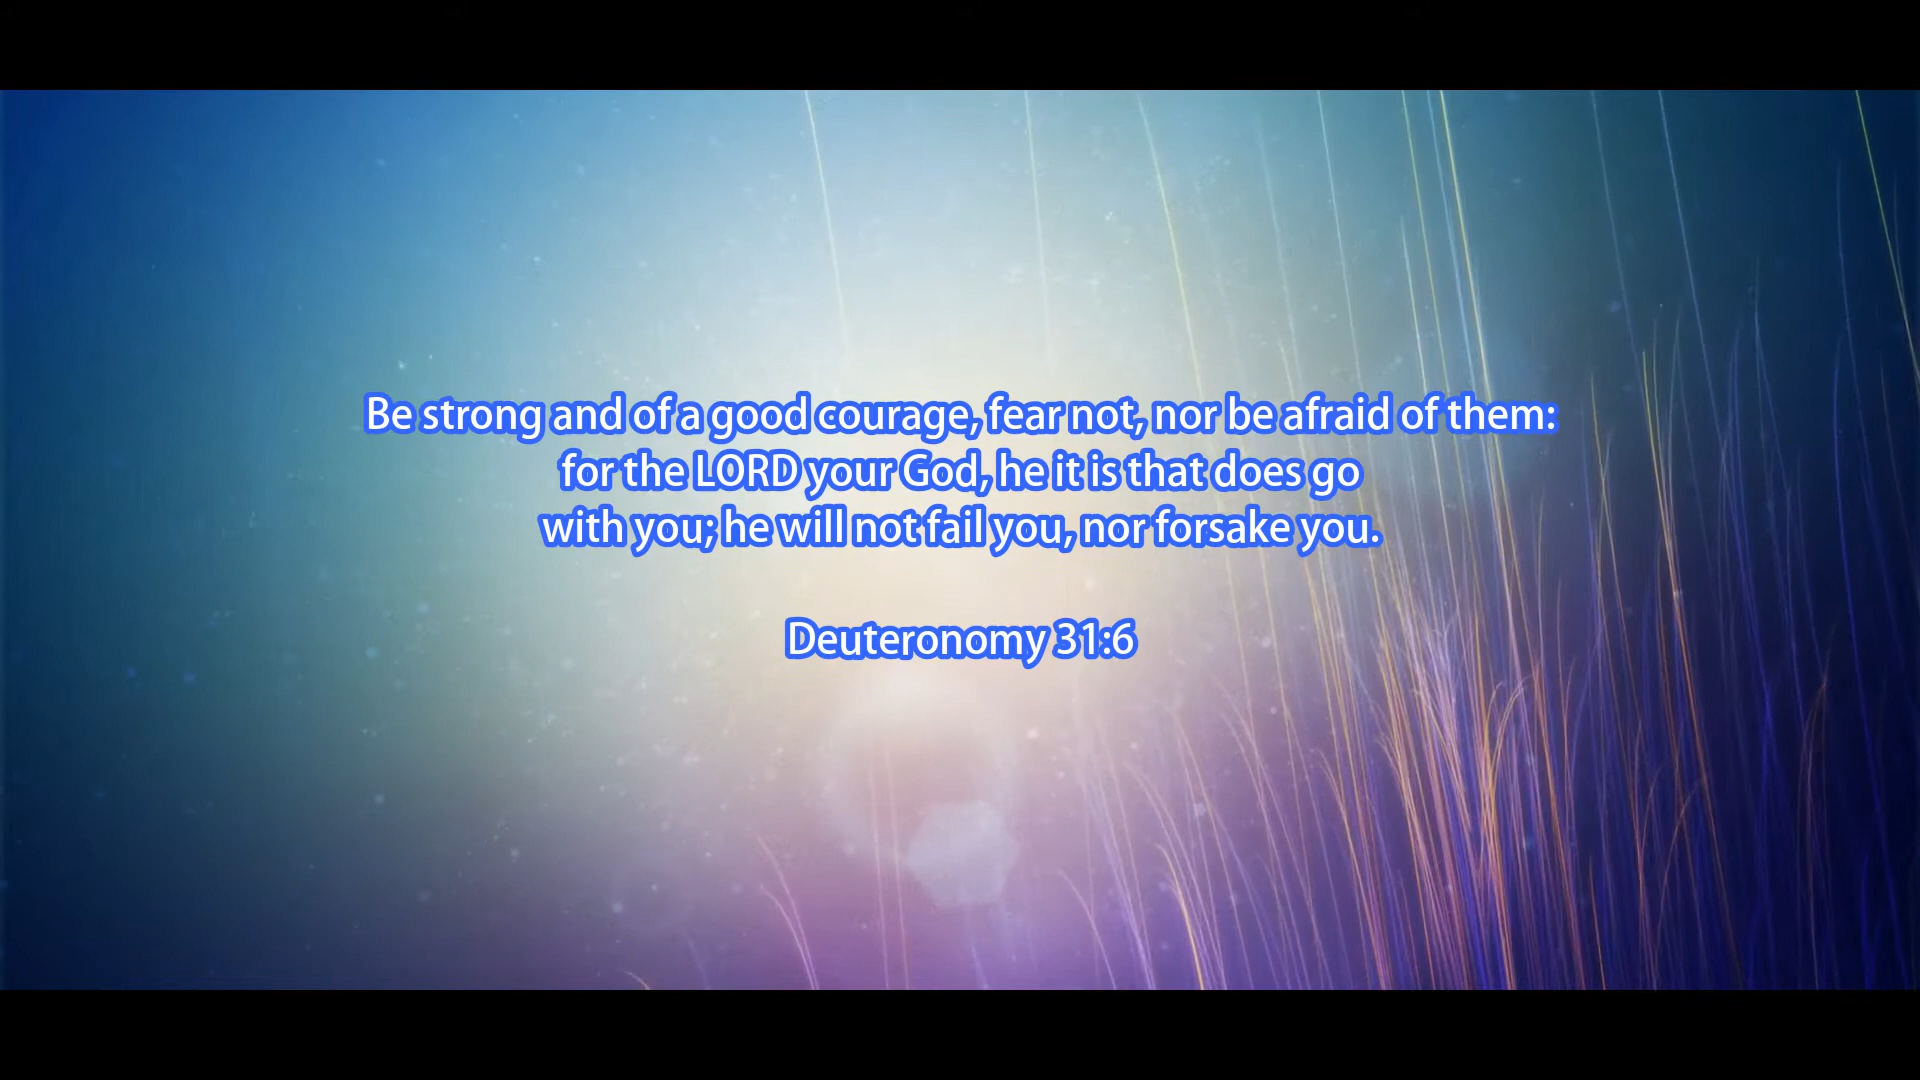 Be strong and of a good courage, fear not, nor be afraid of them:
for the LORD your God, he it is that does go
with you; he will not fail you, nor forsake you.
Deuteronomy 31:6